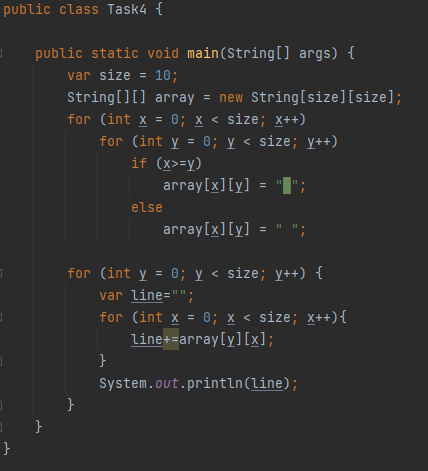 public class Task4 {
public static void main(String[] args) {
var size = 10;
String[][] array = new String[size][size];
for (int x = 0; x < size; x++)
for (int y = 0; y < size; y++)
if (x>=y)
array[x][y] = "█";
else
array[x][y] = " ";
for (int y = 0; y < size; y++) {
var line="";
for (int x = 0; x < size; x++){
line+=array[y][x];
}
System.out.println(line);
}
}
}